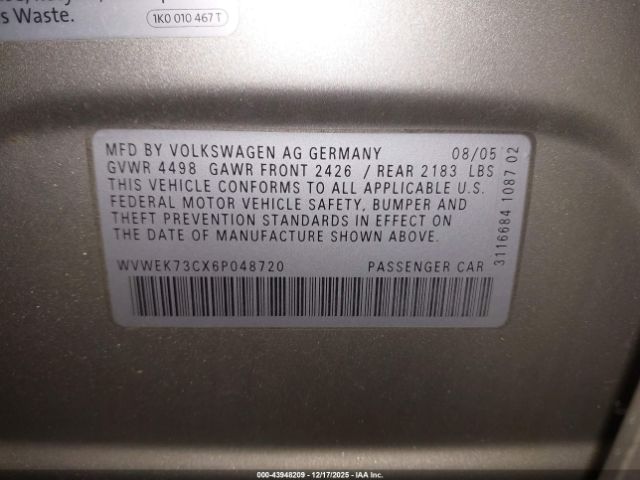 s Waste.
1K0 010 467 T
MFD BY VOLKSWAGEN AG GERMANY 08/05
GVWR 4498 GAWR FRONT 2426 / REAR 2183 LBS
THIS VEHICLE CONFORMS TO ALL APPLICABLE U.S.
FEDERAL MOTOR VEHICLE SAFETY, BUMPER AND
THEFT PREVENTION STANDARDS IN EFFECT ON
THE DATE OF MANUFACTURE SHOWN ABOVE.
WVWEK73CX6P048720 PASSENGER CAR
3116684 1087 02
000-43948209 - 12/17/2025 - IAA Inc.